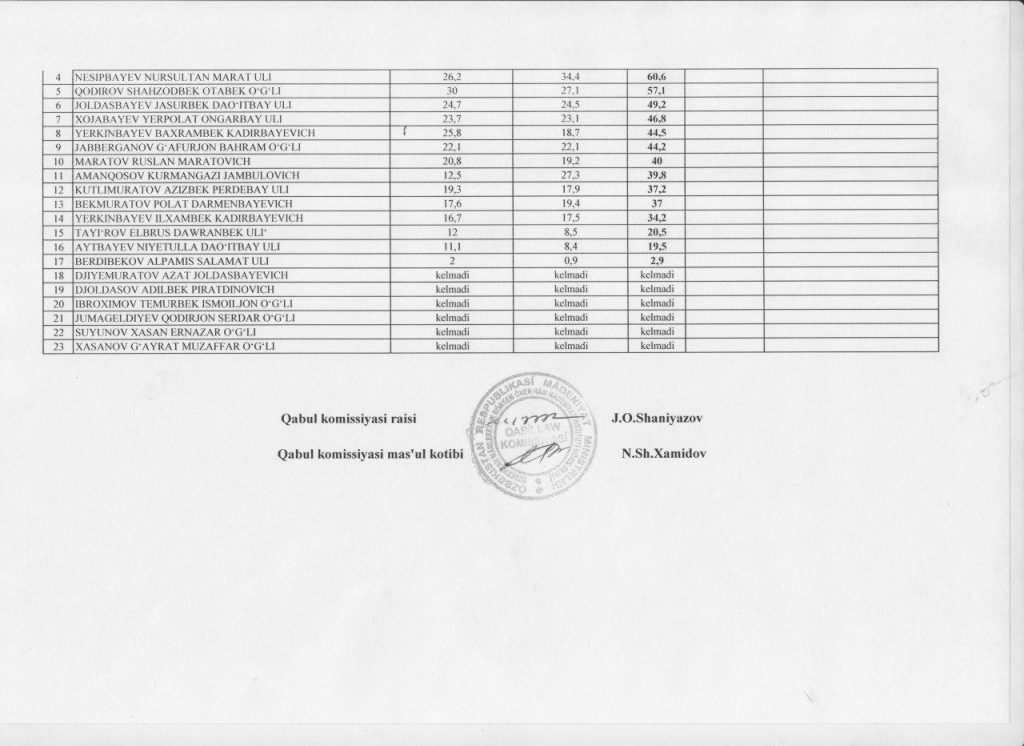 4 NESIPBAYEV NURSULTAN MARAT ULI 26,2 34,4 60,6
5 QODIROV SHAHZODBEK OTABEK O‘G‘LI 30 27,1 57,1
6 JOLDASBAYEV JASURBEK DAO‘ITBAY ULI 24,7 24,5 49,2
7 XOJABAYEV YERPOLAT ONGARBAY ULI 23,7 23,1 46,8
8 YERKINBAYEV BAXRAMBEK KADIRBAYEVICH 25,8 18,7 44,5
9 JABBERGANOV G‘AFURJON BAHRAM O‘G‘LI 22,1 22,1 44,2
10 MARATOV RUSLAN MARATOVICH 20,8 19,2 40
11 AMANQOSOV KURMANGAZI JAMBULOVICH 12,5 27,3 39,8
12 KUTLIMURATOV AZIZBEK PERDEBAY ULI 19,3 17,9 37,2
13 BEKMURATOV POLAT DARMENBAYEVICH 17,6 19,4 37
14 YERKINBAYEV ILXAMBEK KADIRBAYEVICH 16,7 17,5 34,2
15 TAYI‘ROV ELBRUS DAWRANBEK ULI‘ 12 8,5 20,5
16 AYTBAYEV NIYETULLA DAO‘ITBAY ULI 11,1 8,4 19,5
17 BERDIBEKOV ALPAMIS SALAMAT ULI 2 0,9 2,9
18 DJIYEMURATOV AZAT JOLDASBAYEVICH kelmadi kelmadi kelmadi
19 DJOLDASOV ADILBEK PIRATDINOVICH kelmadi kelmadi kelmadi
20 IBROXIMOV TEMURBEK ISMOILJON O‘G‘LI kelmadi kelmadi kelmadi
21 JUMAGELDIYEV QODIRJON SERDAR O‘G‘LI kelmadi kelmadi kelmadi
22 SUYUNOV XASAN ERNAZAR O‘G‘LI kelmadi kelmadi kelmadi
23 XASANOV G‘AYRAT MUZAFFAR O‘G‘LI kelmadi kelmadi kelmadi
Qabul komissiyasi raisi J.O.Shaniyazov
Qabul komissiyasi mas'ul kotibi N.Sh.Xamidov
ÓZBEKISTAN RESPUBLIKASÍ MÁDENIYAT MINISTRLIGI
QABÍLLAW
KOMISSIYASÍ